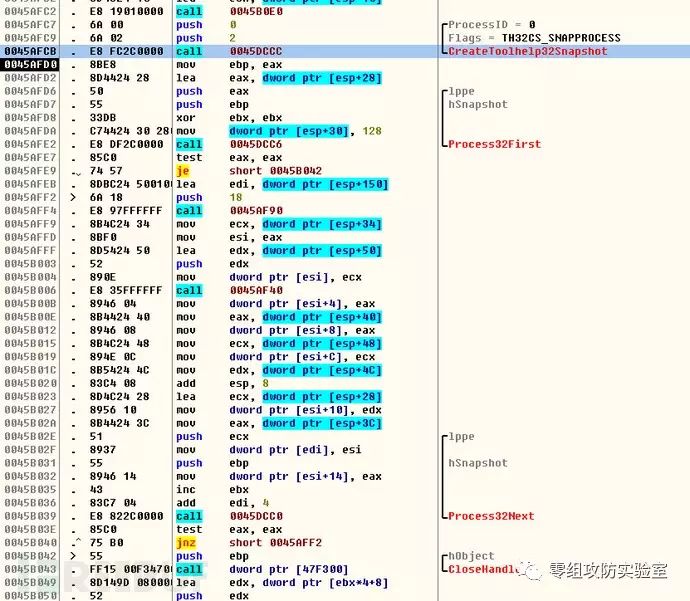 0045AFC2 . E8 19010000 call 0045B0E0
0045AFC7 . 6A 00 push 0 ProcessID = 0
0045AFC9 . 6A 02 push 2 Flags = TH32CS_SNAPPROCESS
0045AFCB . E8 FC2C0000 call 0045DCCC CreateToolhelp32Snapshot
0045AFD0 . 8BE8 mov ebp, eax
0045AFD2 . 8D4424 28 lea eax, dword ptr [esp+28]
0045AFD6 . 50 push eax lppe
0045AFD7 . 55 push ebp hSnapshot
0045AFD8 . 33DB xor ebx, ebx
0045AFDA . C74424 30 28 mov dword ptr [esp+30], 128
0045AFE2 . E8 DF2C0000 call 0045DCC6 Process32First
0045AFE7 . 85C0 test eax, eax
0045AFE9 . 74 57 je short 0045B042
0045AFEB . 8DBC24 50010 lea edi, dword ptr [esp+150]
0045AFF2 > 6A 18 push 18
0045AFF4 . E8 97FFFFFF call 0045AF90
0045AFF9 . 8B4C24 34 mov ecx, dword ptr [esp+34]
0045AFFD . 8BF0 mov esi, eax
0045AFFF . 8D5424 50 lea edx, dword ptr [esp+50]
0045B003 . 52 push edx
0045B004 . 890E mov dword ptr [esi], ecx
0045B006 . E8 35FFFFFF call 0045AF40
0045B00B . 8946 04 mov dword ptr [esi+4], eax
0045B00E . 8B4424 40 mov eax, dword ptr [esp+40]
0045B012 . 8946 08 mov dword ptr [esi+8], eax
0045B015 . 8B4C24 48 mov ecx, dword ptr [esp+48]
0045B019 . 894E 0C mov dword ptr [esi+C], ecx
0045B01C . 8B5424 4C mov edx, dword ptr [esp+4C]
0045B020 . 83C4 08 add esp, 8
0045B023 . 8D4C24 28 lea ecx, dword ptr [esp+28]
0045B027 . 8956 10 mov dword ptr [esi+10], edx
0045B02A . 8B4424 3C mov eax, dword ptr [esp+3C]
0045B02E . 51 push ecx lppe
0045B02F . 8937 mov dword ptr [edi], esi
0045B031 . 55 push ebp hSnapshot
0045B032 . 8946 14 mov dword ptr [esi+14], eax
0045B035 . 43 inc ebx
0045B036 . 83C7 04 add edi, 4
0045B039 . E8 822C0000 call 0045DCC0 Process32Next
0045B03E . 85C0 test eax, eax
0045B040 .^ 75 B0 jnz short 0045AFF2
0045B042 > 55 push ebp hObject
0045B043 . FF15 00F34700 call dword ptr [47F300] CloseHandle
0045B049 . 8D149D 08000 lea edx, dword ptr [ebx*4+8]
0045B050 . 52 push edx
零组攻防实验室